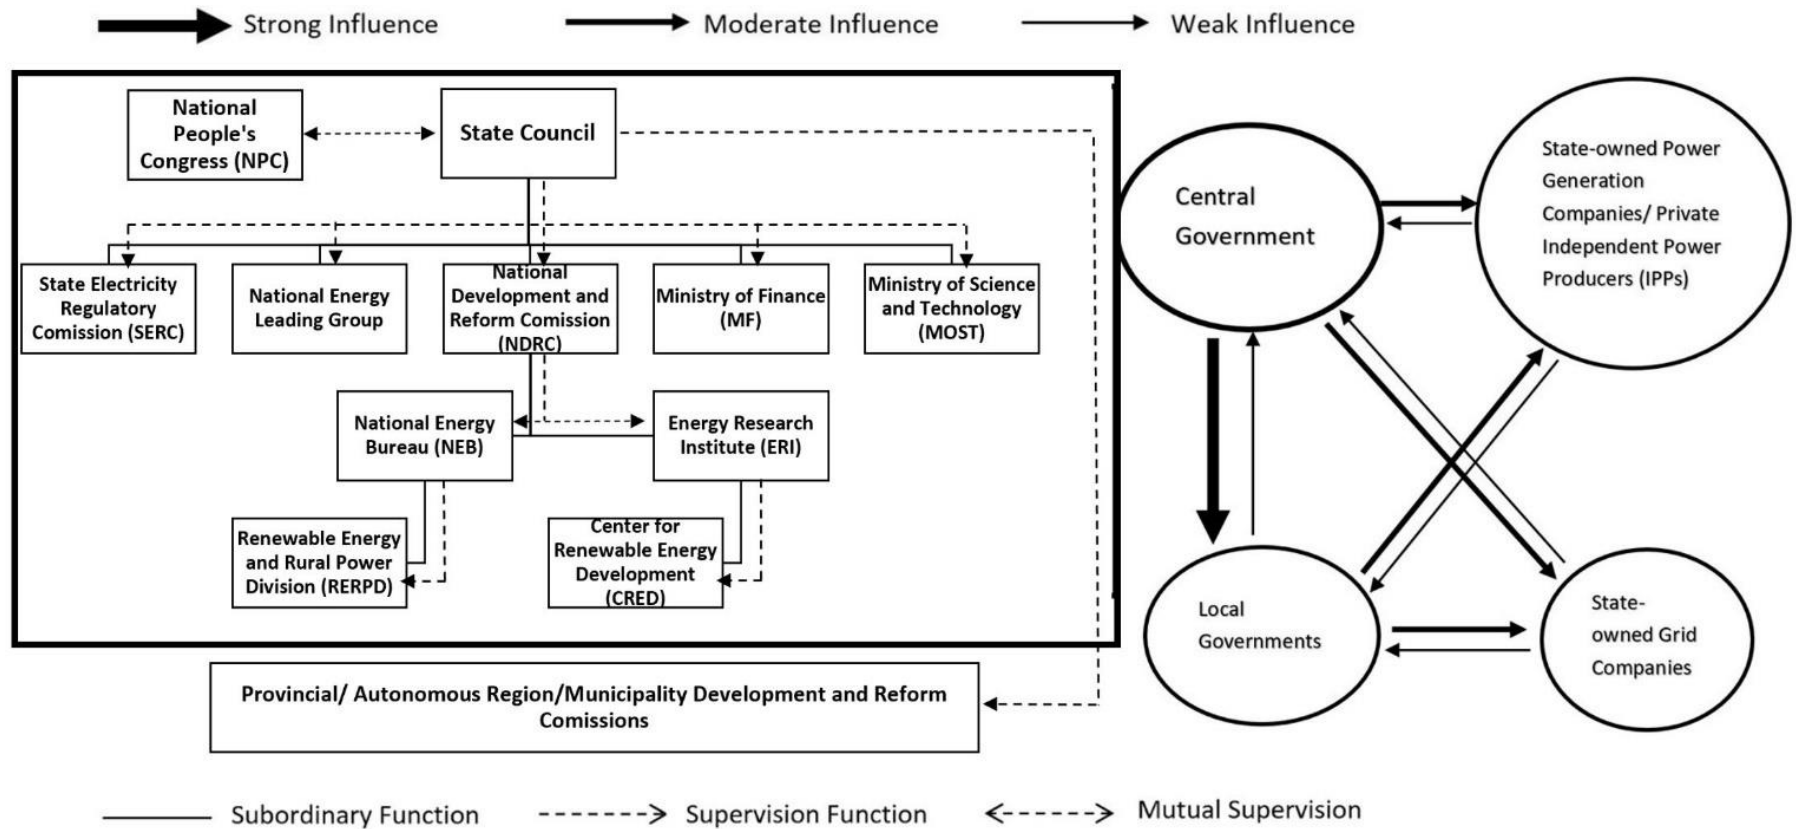 Strong Influence
Moderate Influence
Weak Influence
National
People's
Congress (NPC)
State Council
State Electricity
Regulatory
Comission (SERC)
National Energy
Leading Group
National
Development and
Reform Comission
(NDRC)
Ministry of Finance
(MF)
Ministry of Science
and Technology
(MOST)
National Energy
Bureau (NEB)
Energy Research
Institute (ERI)
Renewable Energy
and Rural Power
Division (RERPD)
Center for
Renewable Energy
Development
(CRED)
Provincial/ Autonomous Region/Municipality Development and Reform
Comissions
Central
Government
State-owned Power
Generation
Companies/ Private
Independent Power
Producers (IPPs)
Local
Governments
State-
owned Grid
Companies
Subordinary Function
Supervision Function
Mutual Supervision